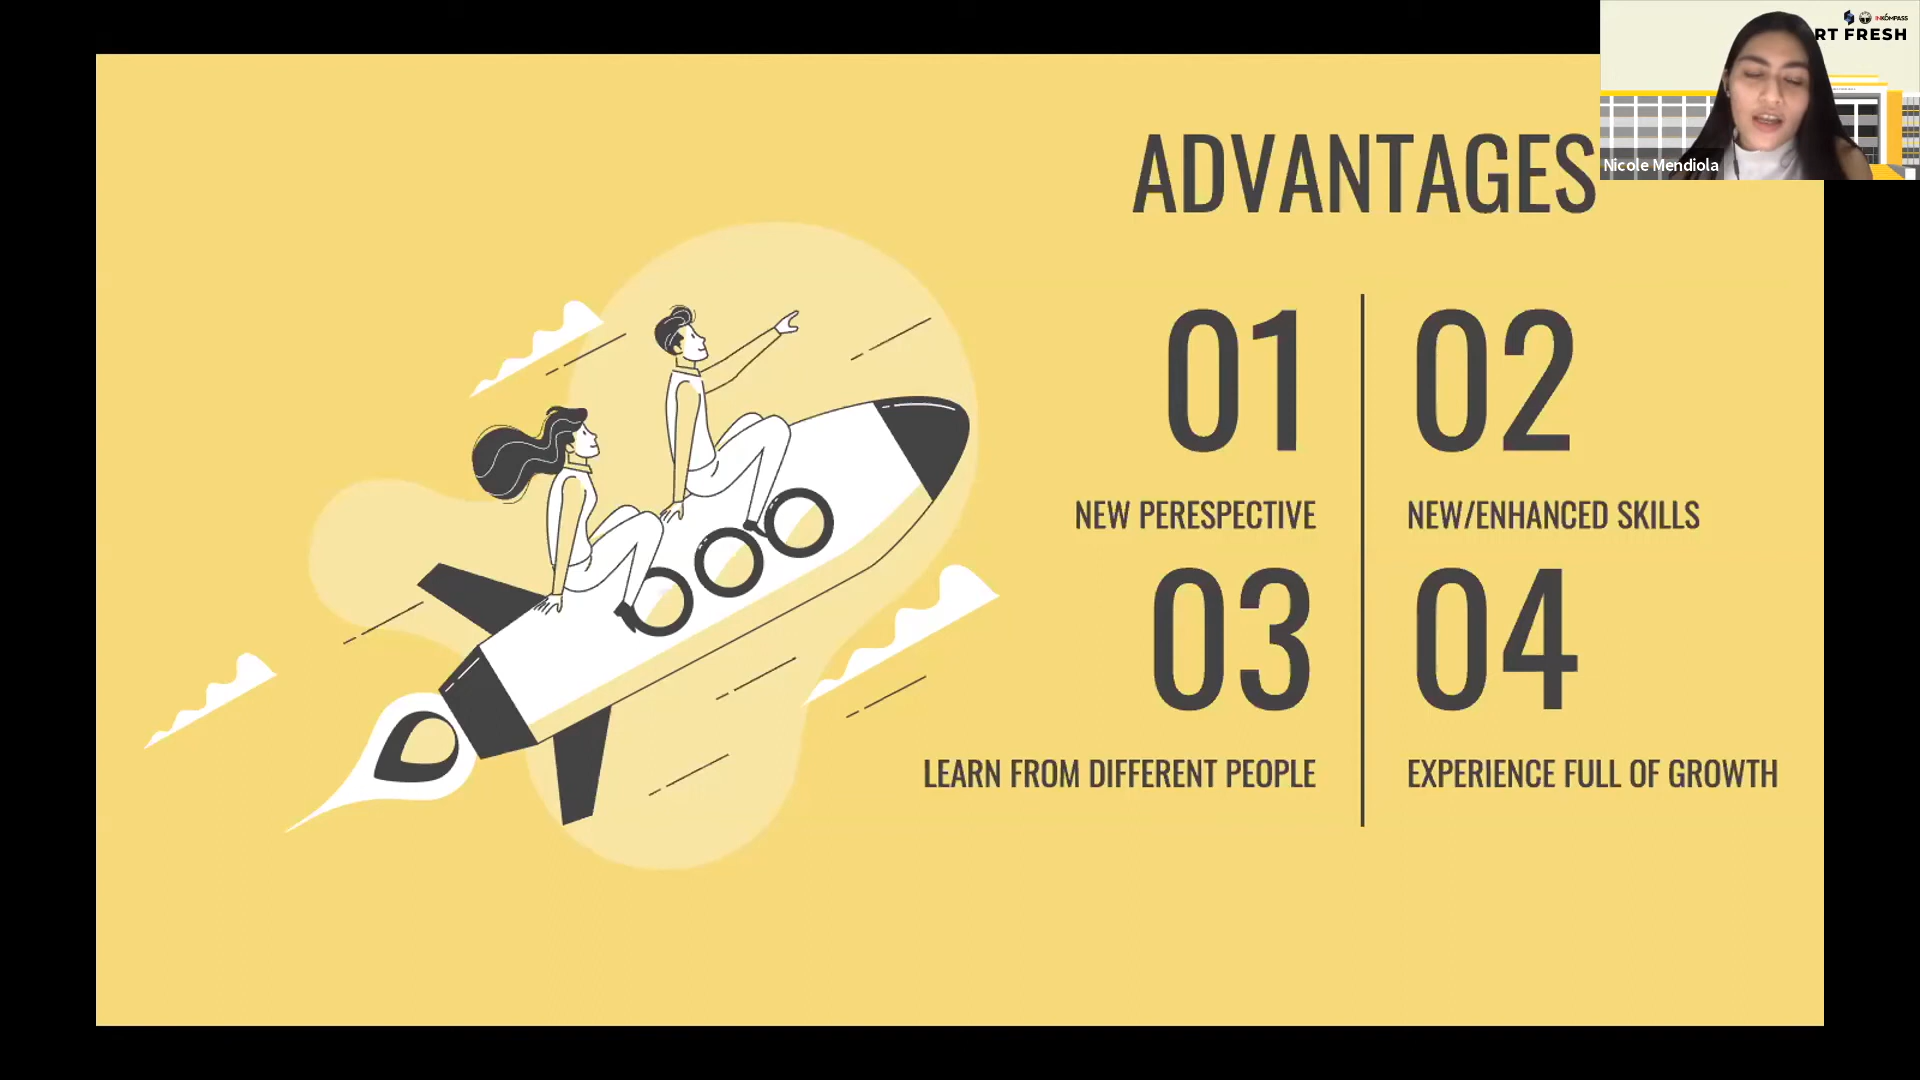 INKOMPASS
RT FRESH
Nicole Mendiola
ADVANTAGES
01
02
NEW PERESPECTIVE
NEW/ENHANCED SKILLS
03
04
LEARN FROM DIFFERENT PEOPLE
EXPERIENCE FULL OF GROWTH